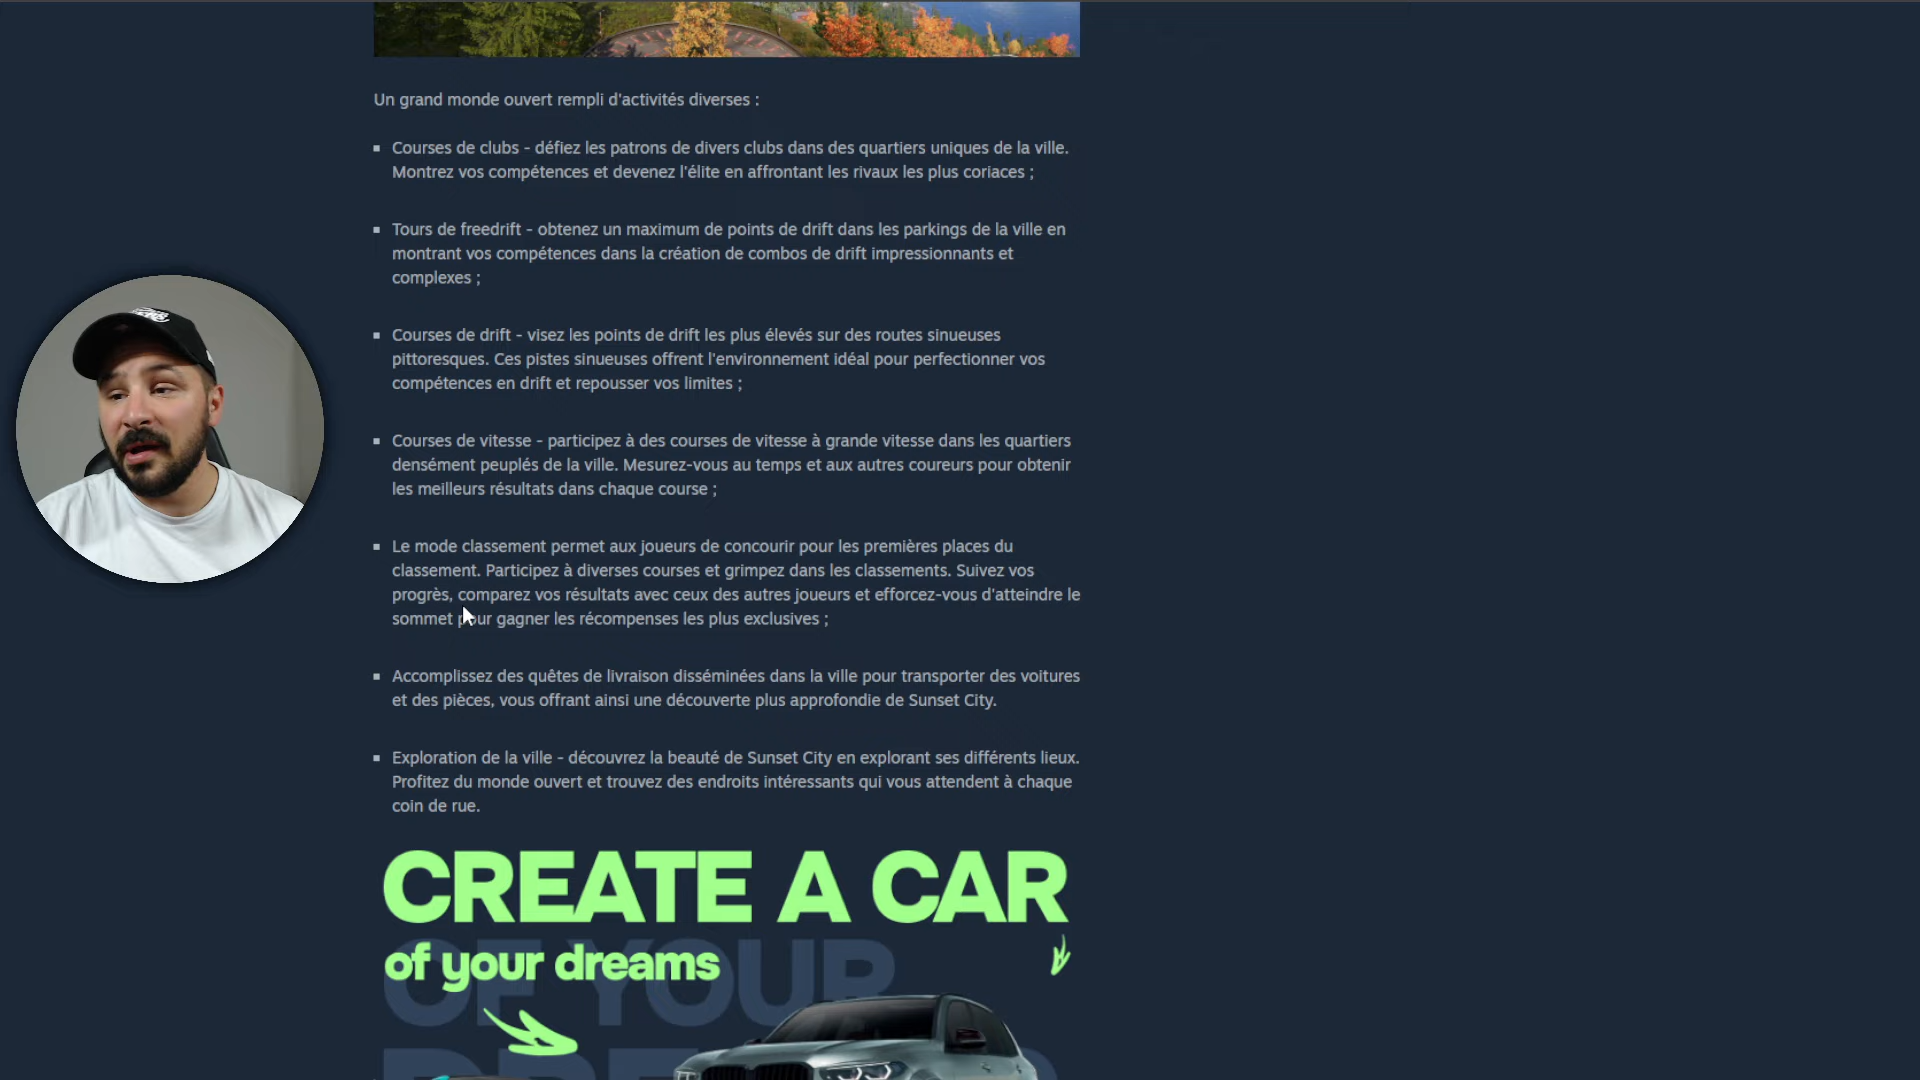 Un grand monde ouvert rempli d'activités diverses :
Courses de clubs - défiez les patrons de divers clubs dans des quartiers uniques de la ville.
Montrez vos compétences et devenez l'élite en affrontant les rivaux les plus coriaces ;
Tours de freedrift - obtenez un maximum de points de drift dans les parkings de la ville en
montrant vos compétences dans la création de combos de drift impressionnants et
complexes ;
Courses de drift - visez les points de drift les plus élevés sur des routes sinueuses
pittoresques. Ces pistes sinueuses offrent l'environnement idéal pour perfectionner vos
compétences en drift et repousser vos limites ;
Courses de vitesse - participez à des courses de vitesse à grande vitesse dans les quartiers
densément peuplés de la ville. Mesurez-vous au temps et aux autres coureurs pour obtenir
les meilleurs résultats dans chaque course ;
Le mode classement permet aux joueurs de concourir pour les premières places du
classement. Participez à diverses courses et grimpez dans les classements. Suivez vos
progrès, comparez vos résultats avec ceux des autres joueurs et efforcez-vous d'atteindre le
sommet pour gagner les récompenses les plus exclusives ;
Accomplissez des quêtes de livraison disséminées dans la ville pour transporter des voitures
et des pièces, vous offrant ainsi une découverte plus approfondie de Sunset City.
Exploration de la ville - découvrez la beauté de Sunset City en explorant ses différents lieux.
Profitez du monde ouvert et trouvez des endroits intéressants qui vous attendent à chaque
coin de rue.
CREATE A CAR
of your dreams
OF YOUR